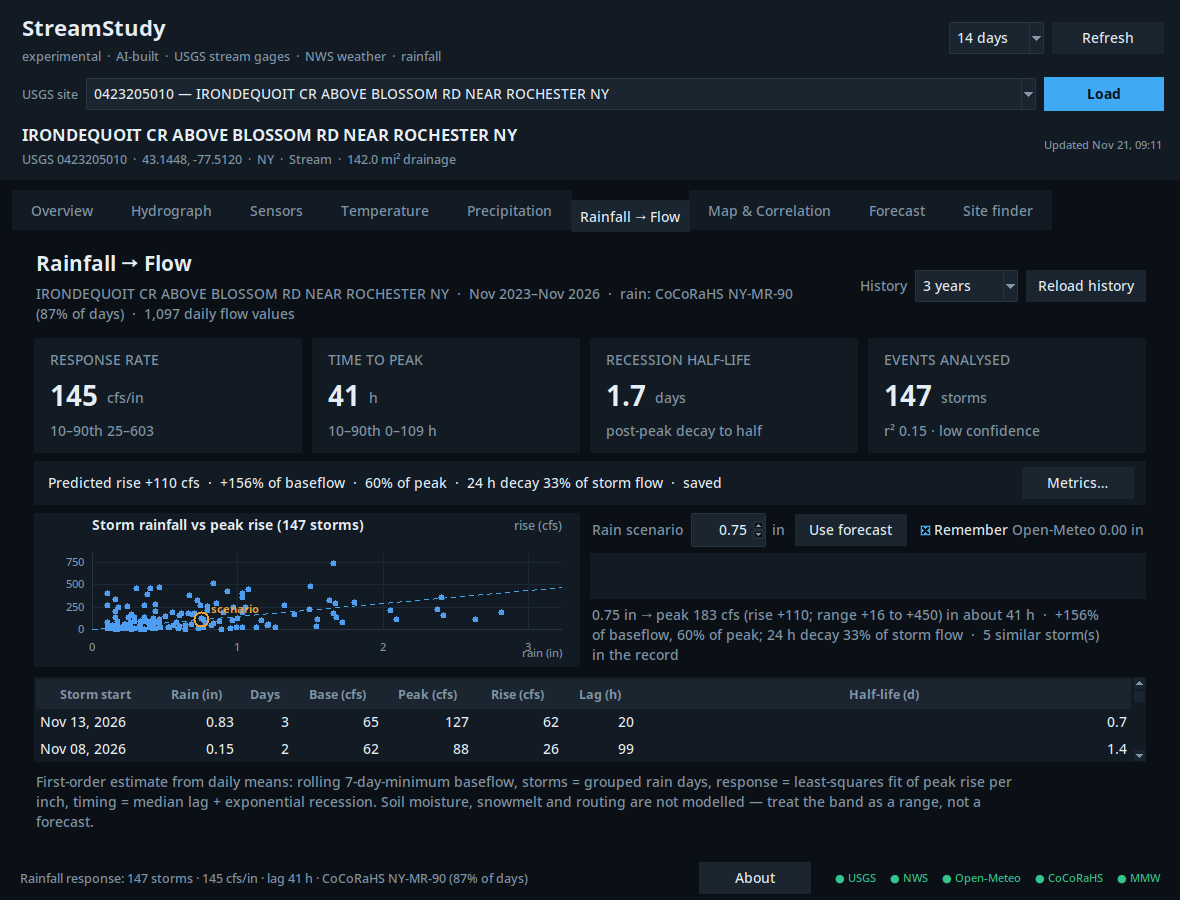 StreamStudy
experimental · AI-built · USGS stream gages · NWS weather · rainfall
14 days
Refresh
USGS site
0423205010 — IRONDEQUOIT CR ABOVE BLOSSOM RD NEAR ROCHESTER NY
Load
IRONDEQUOIT CR ABOVE BLOSSOM RD NEAR ROCHESTER NY
USGS 0423205010 · 43.1448, -77.5120 · NY · Stream · 142.0 mi² drainage
Updated Nov 21, 09:11
Overview Hydrograph Sensors Temperature Precipitation Rainfall → Flow Map & Correlation Forecast Site finder
Rainfall → Flow
IRONDEQUOIT CR ABOVE BLOSSOM RD NEAR ROCHESTER NY · Nov 2023–Nov 2026 · rain: CoCoRaHS NY-MR-90
(87% of days) · 1,097 daily flow values
History 3 years Reload history
RESPONSE RATE
145 cfs/in
10–90th 25–603
TIME TO PEAK
41 h
10–90th 0–109 h
RECESSION HALF-LIFE
1.7 days
post-peak decay to half
EVENTS ANALYSED
147 storms
r² 0.15 · low confidence
Predicted rise +110 cfs · +156% of baseflow · 60% of peak · 24 h decay 33% of storm flow · saved
Metrics...
Storm rainfall vs peak rise (147 storms)
rise (cfs)
750
500
250
0
scenario
0 1 2 3
rain (in)
Rain scenario 0.75 in Use forecast Remember Open-Meteo 0.00 in
0.75 in → peak 183 cfs (rise +110; range +16 to +450) in about 41 h · +156%
of baseflow, 60% of peak; 24 h decay 33% of storm flow · 5 similar storm(s)
in the record
Storm start Rain (in) Days Base (cfs) Peak (cfs) Rise (cfs) Lag (h) Half-life (d)
Nov 13, 2026 0.83 3 65 127 62 20 0.7
Nov 08, 2026 0.15 2 62 88 26 99 1.4
First-order estimate from daily means: rolling 7-day-minimum baseflow, storms = grouped rain days, response = least-squares fit of peak rise per
inch, timing = median lag + exponential recession. Soil moisture, snowmelt and routing are not modelled — treat the band as a range, not a
forecast.
Rainfall response: 147 storms · 145 cfs/in · lag 41 h · CoCoRaHS NY-MR-90 (87% of days)
About
USGS NWS Open-Meteo CoCoRaHS MMW